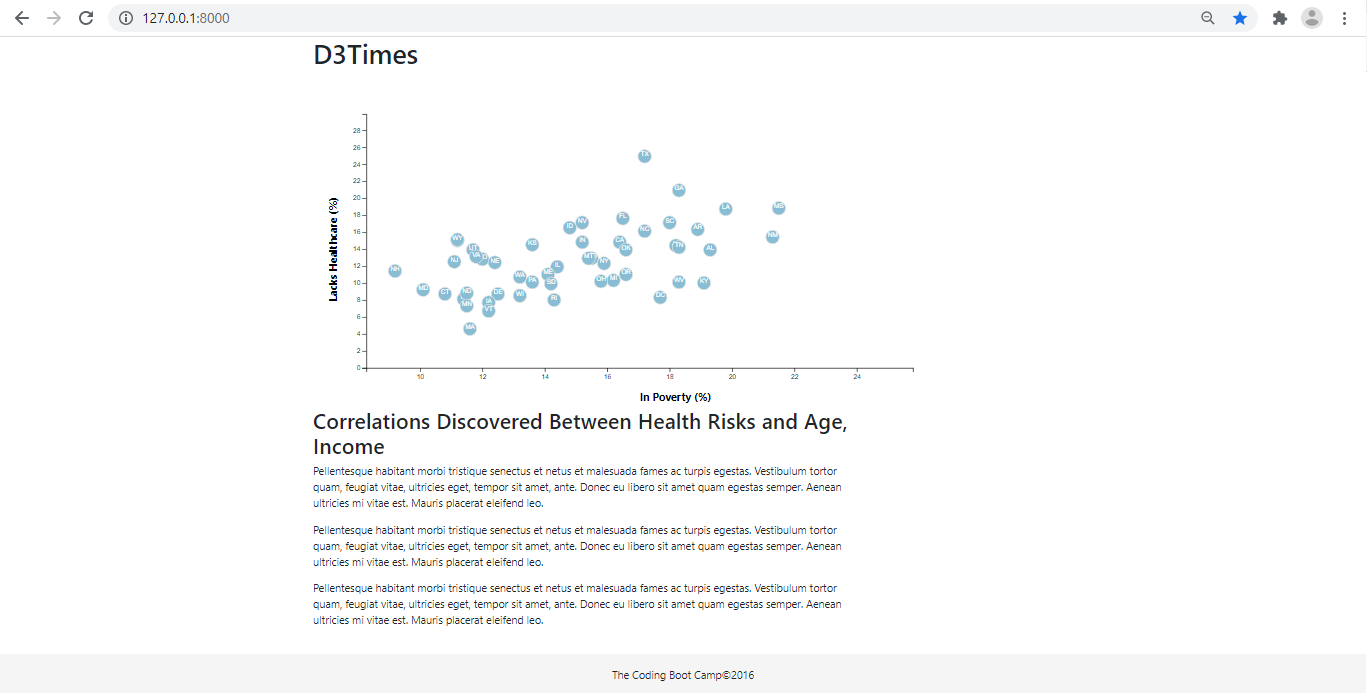 127.0.0.1:8000
D3Times
28
26
24
22
20
18
16
14
12
10
8
6
4
2
0
Lacks Healthcare (%)
TX
GA
LA
MS
FL
NV
ID
SC
NC
AR
NM
WY
KS
IN
CA
OK
TN
AL
UT
VA
NJ
NE
MT
NY
IL
NH
WA
PA
ME
SD
OH
MI
OR
WV
KY
MD
CT
ND
DE
WI
RI
DC
MN
IA
VT
MA
10 12 14 16 18 20 22 24
In Poverty (%)
Correlations Discovered Between Health Risks and Age,
Income
Pellentesque habitant morbi tristique senectus et netus et malesuada fames ac turpis egestas. Vestibulum tortor
quam, feugiat vitae, ultricies eget, tempor sit amet, ante. Donec eu libero sit amet quam egestas semper. Aenean
ultricies mi vitae est. Mauris placerat eleifend leo.
Pellentesque habitant morbi tristique senectus et netus et malesuada fames ac turpis egestas. Vestibulum tortor
quam, feugiat vitae, ultricies eget, tempor sit amet, ante. Donec eu libero sit amet quam egestas semper. Aenean
ultricies mi vitae est. Mauris placerat eleifend leo.
Pellentesque habitant morbi tristique senectus et netus et malesuada fames ac turpis egestas. Vestibulum tortor
quam, feugiat vitae, ultricies eget, tempor sit amet, ante. Donec eu libero sit amet quam egestas semper. Aenean
ultricies mi vitae est. Mauris placerat eleifend leo.
The Coding Boot Camp©2016